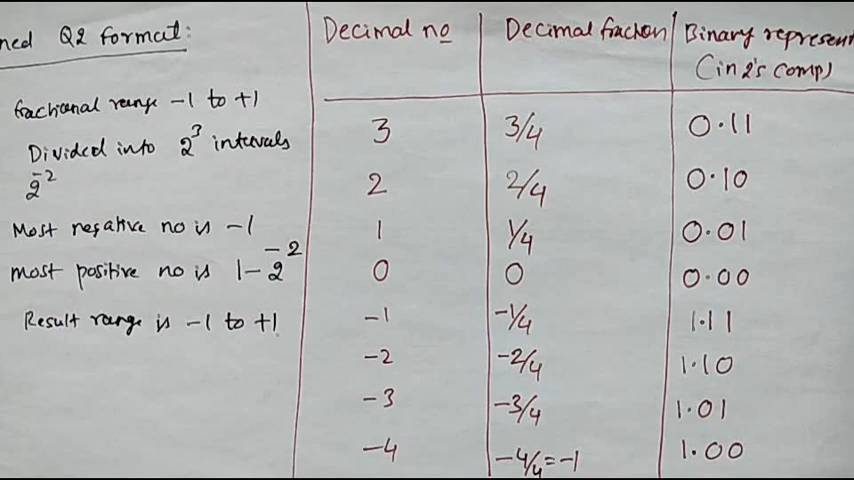 ned Q2 format:
fractional range -1 to +1
Divided into 2³ intervals
2⁻²
Most negative no is -1
most positive no is 1-2⁻²
Result range is -1 to +1
Decimal no | Decimal fraction | Binary represent (in 2's comp)
3 | 3/4 | 0.11
2 | 2/4 | 0.10
1 | 1/4 | 0.01
0 | 0 | 0.00
-1 | -1/4 | 1.11
-2 | -2/4 | 1.10
-3 | -3/4 | 1.01
-4 | -4/4=-1 | 1.00